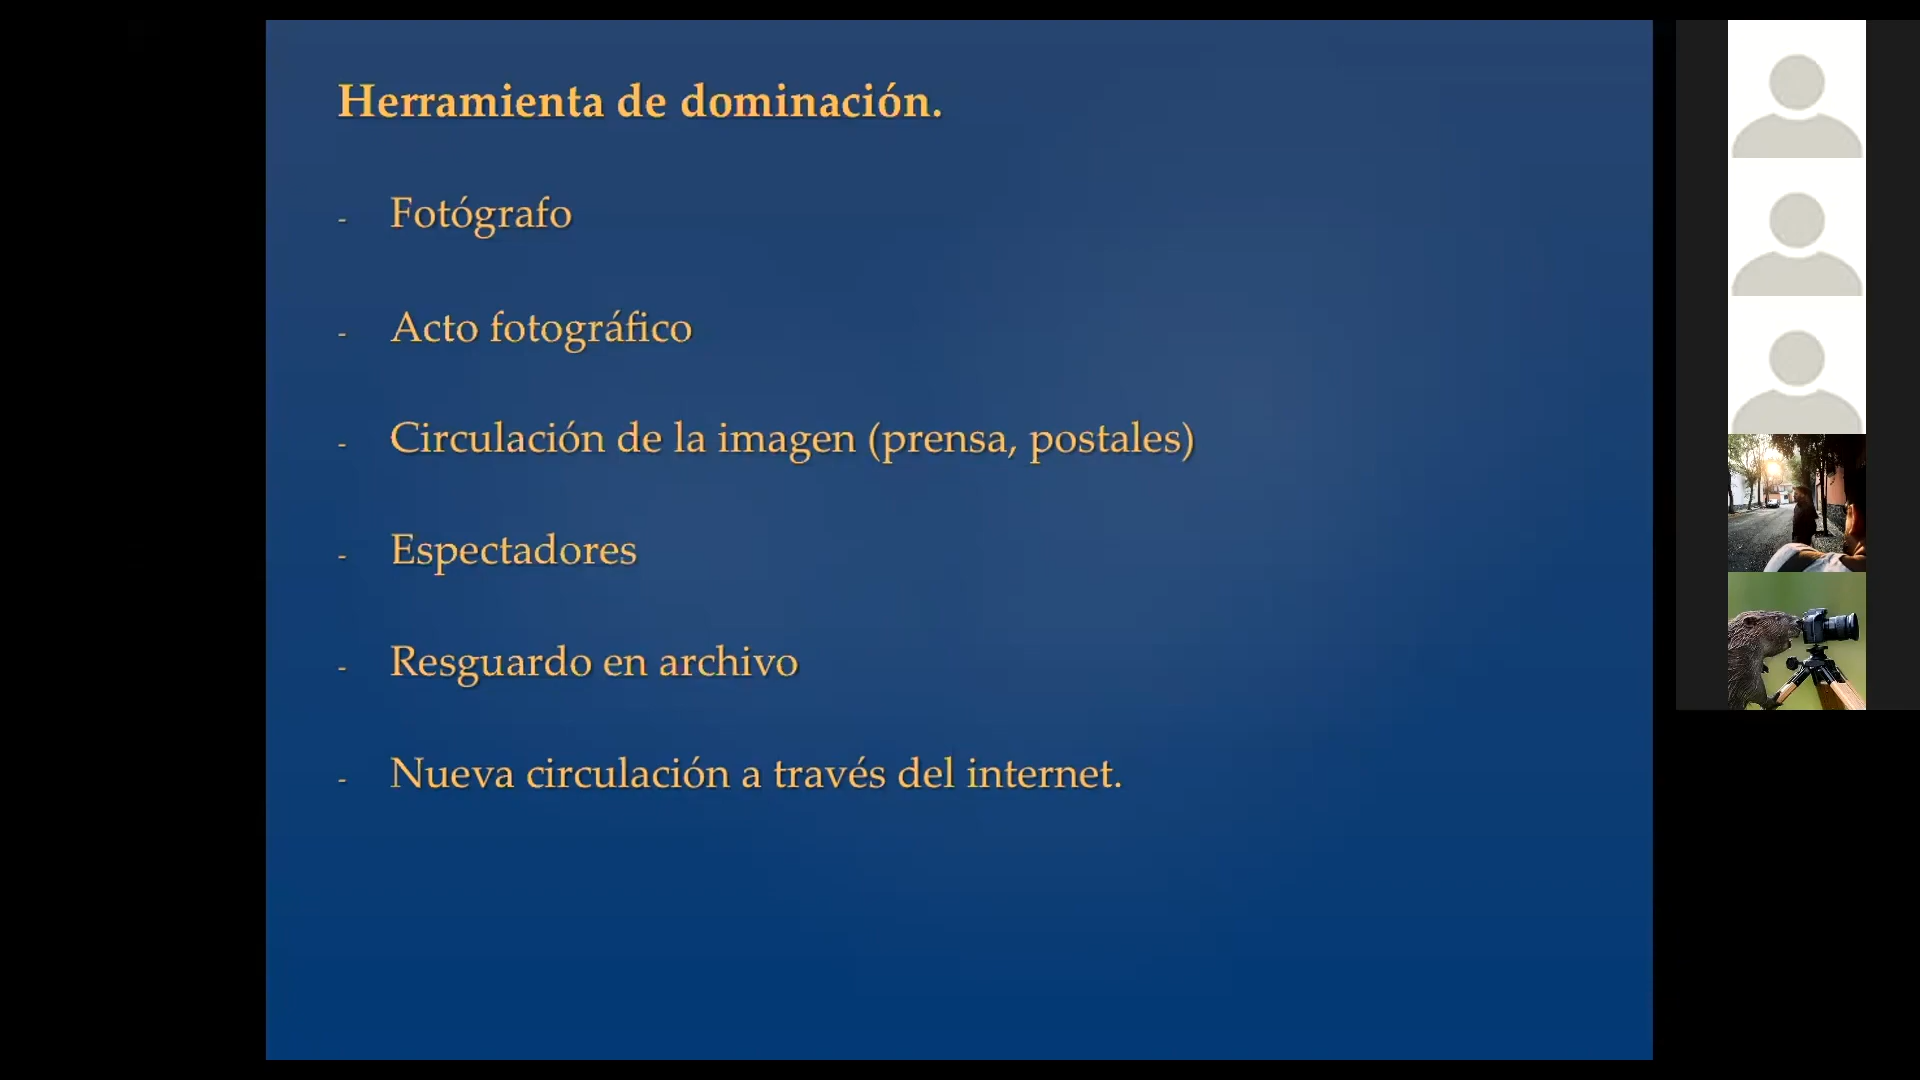 Herramienta de dominación.
- Fotógrafo
- Acto fotográfico
- Circulación de la imagen (prensa, postales)
- Espectadores
- Resguardo en archivo
- Nueva circulación a través del internet.